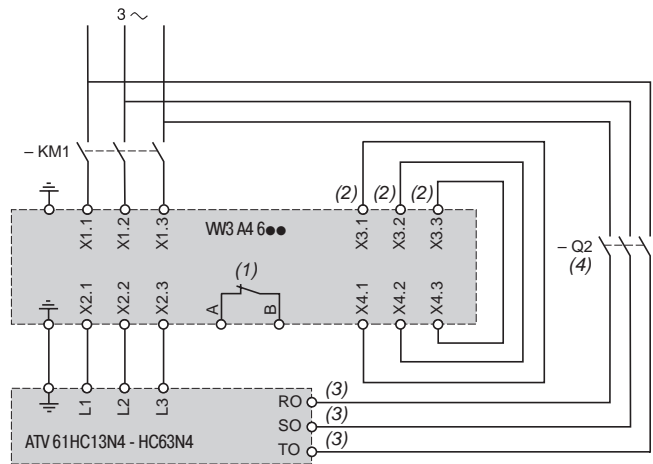 3 ~
– KM1
(2) (2) (2)
X1.1 X1.2 X1.3 VW3 A4 6●● X3.1 X3.2 X3.3
– Q2
(4)
(1)
X2.1 X2.2 X2.3 A B X4.1 X4.2 X4.3
L1 L2 L3
RO (3)
SO (3)
TO (3)
ATV 61HC13N4 - HC63N4